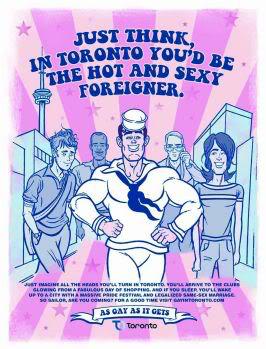 JUST THINK,
IN TORONTO YOU'D BE
THE HOT AND SEXY
FOREIGNER.
JUST IMAGINE ALL THE HEADS YOU'LL TURN IN TORONTO. YOU'LL ARRIVE TO THE CLUBS
GLOWING FROM A FABULOUS DAY OF SHOPPING. AND IF YOU SLEEP, YOU'LL WAKE
UP TO A CITY WITH A MASSIVE PRIDE FESTIVAL AND LEGALIZED SAME-SEX MARRIAGE.
SO SAILOR, ARE YOU COMING? FOR A GOOD TIME VISIT GAYINTORONTO.COM
AS GAY AS IT GETS
Toronto